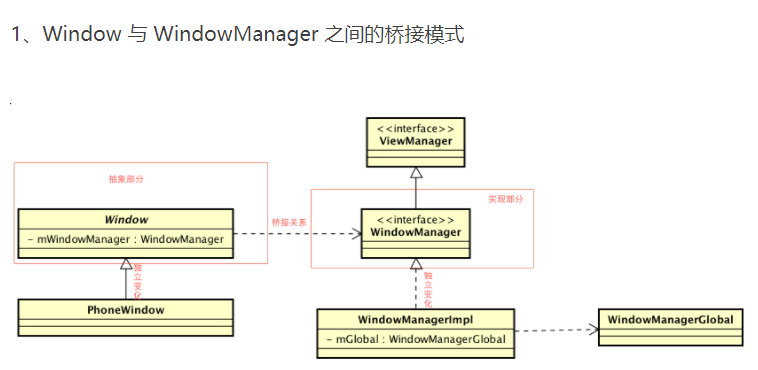 1、Window 与 WindowManager 之间的桥接模式
<<interface>>
ViewManager
抽象部分
实现部分
Window
- mWindowManager : WindowManager
桥接关系
<<interface>>
WindowManager
独立变化
独立变化
PhoneWindow
WindowManagerImpl
- mGlobal : WindowManagerGlobal
WindowManagerGlobal